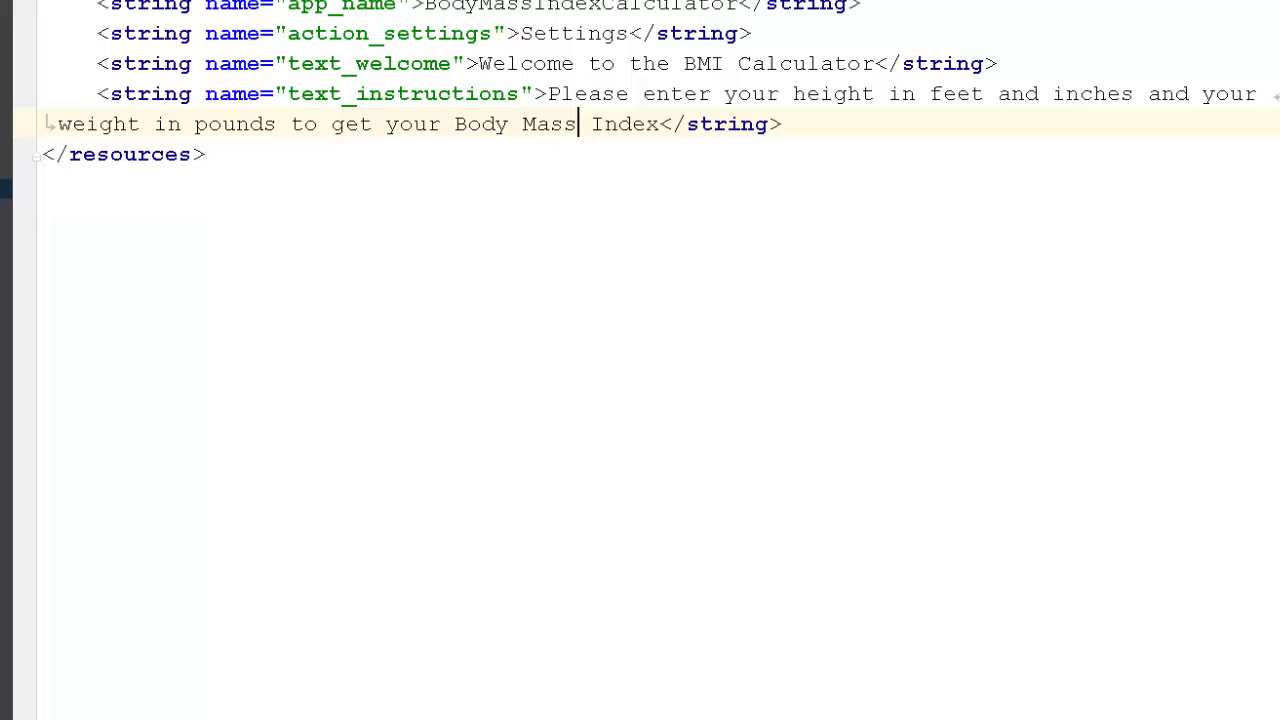 <string name="app_name">BodyMassIndexCalculator</string>
<string name="action_settings">Settings</string>
<string name="text_welcome">Welcome to the BMI Calculator</string>
<string name="text_instructions">Please enter your height in feet and inches and your
weight in pounds to get your Body Mass Index</string>
</resources>